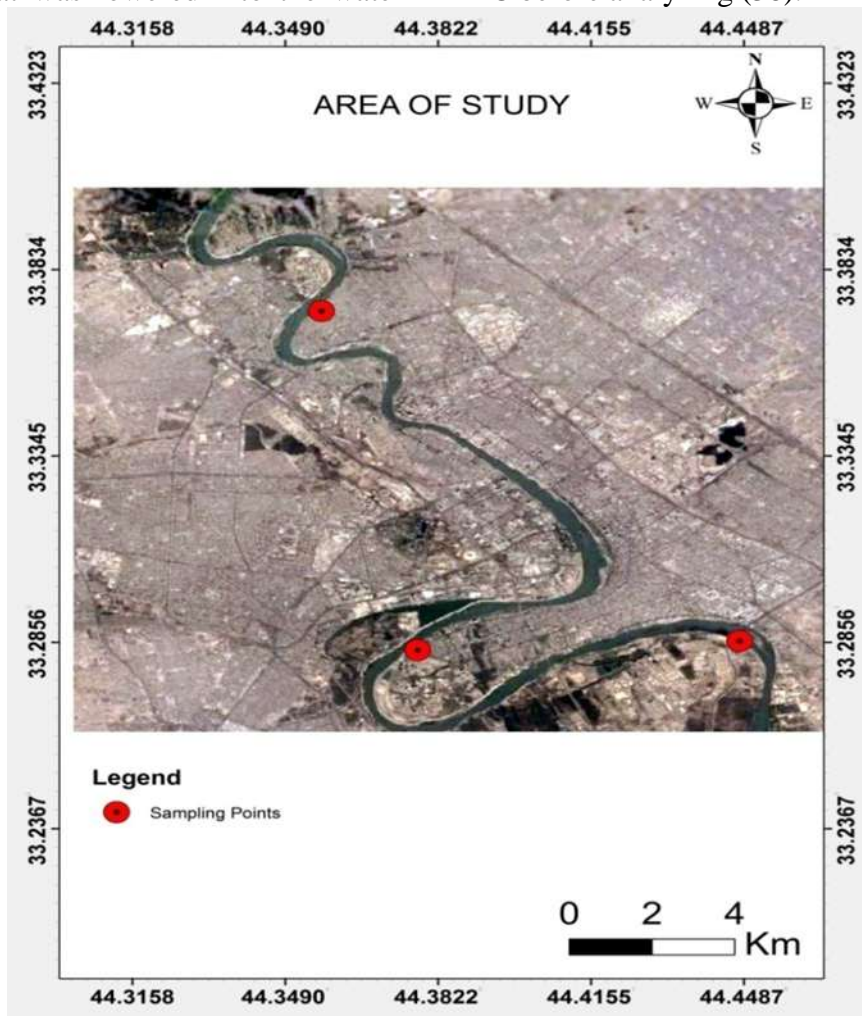 44.3158 44.3490 44.3822 44.4155 44.4487
N
AREA OF STUDY
W E
S
33.4323 33.4323
33.3834 33.3834
33.3345 33.3345
33.2856 33.2856
33.2367 33.2367
Legend
Sampling Points
0 2 4
Km
44.3158 44.3490 44.3822 44.4155 44.4487